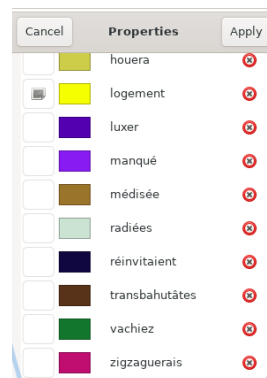 Cancel Properties Apply
houera
logement
luxer
manqué
médisée
radiées
réinvitaient
transbahutâtes
vachiez
zigzaguerais